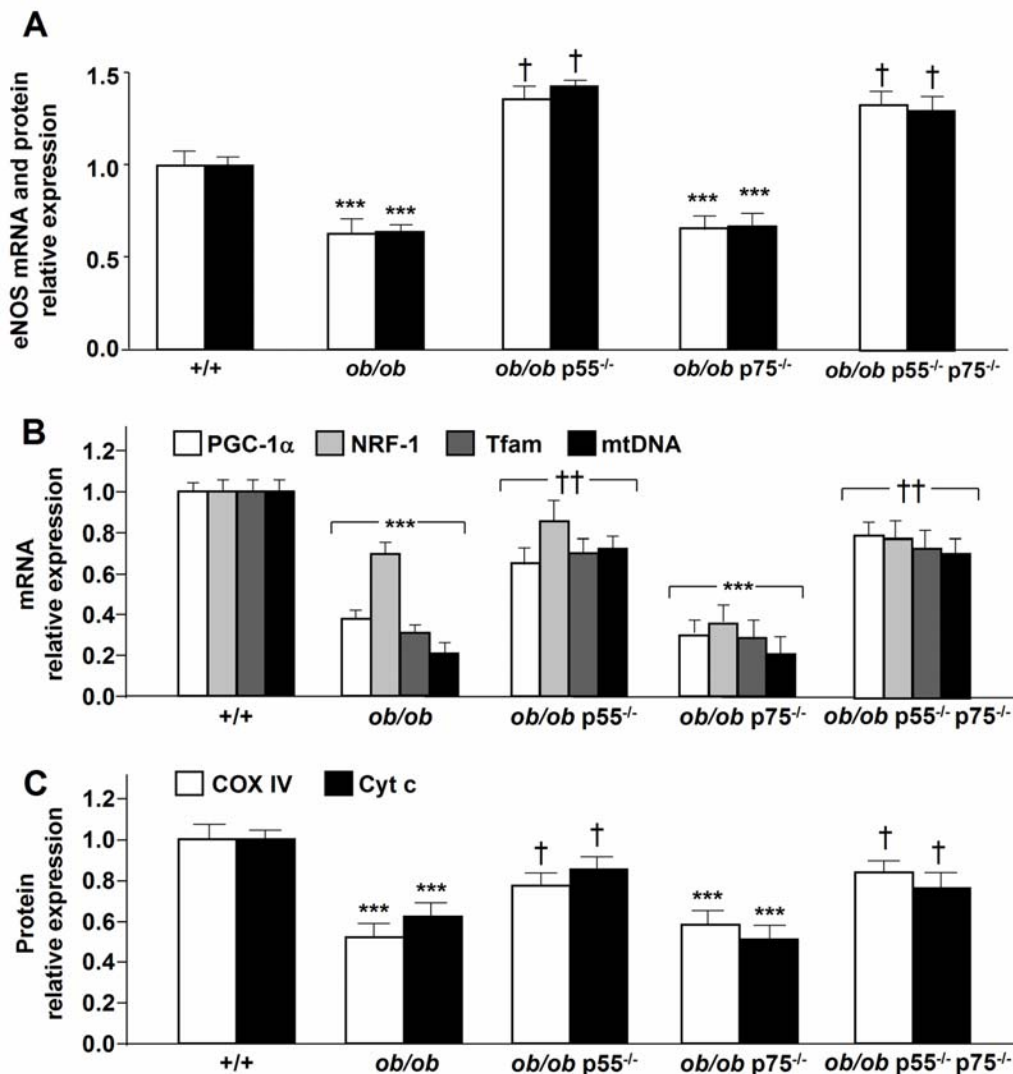 A
eNOS mRNA and protein
relative expression
1.5
1.0
0.5
0.0
*** ***
† †
*** ***
† †
+/+ ob/ob ob/ob p55-/- ob/ob p75-/- ob/ob p55-/- p75-/-
B
PGC-1α NRF-1 Tfam mtDNA
mRNA
relative expression
1.2
1.0
0.8
0.6
0.4
0.2
0.0
***
††
***
††
+/+ ob/ob ob/ob p55-/- ob/ob p75-/- ob/ob p55-/- p75-/-
C
COX IV Cyt c
Protein
relative expression
1.2
1.0
0.8
0.6
0.4
0.2
0.0
*** ***
† †
*** ***
† †
+/+ ob/ob ob/ob p55-/- ob/ob p75-/- ob/ob p55-/- p75-/-